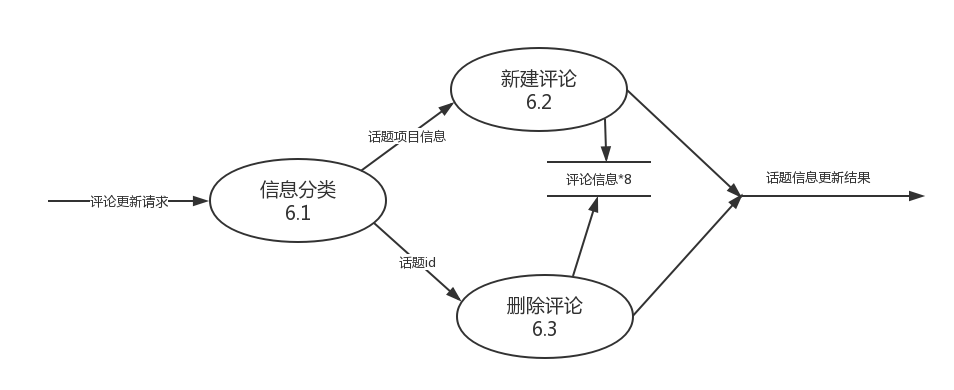 新建评论
6.2
话题项目信息
评论信息*8
话题信息更新结果
信息分类
6.1
评论更新请求
话题id
删除评论
6.3